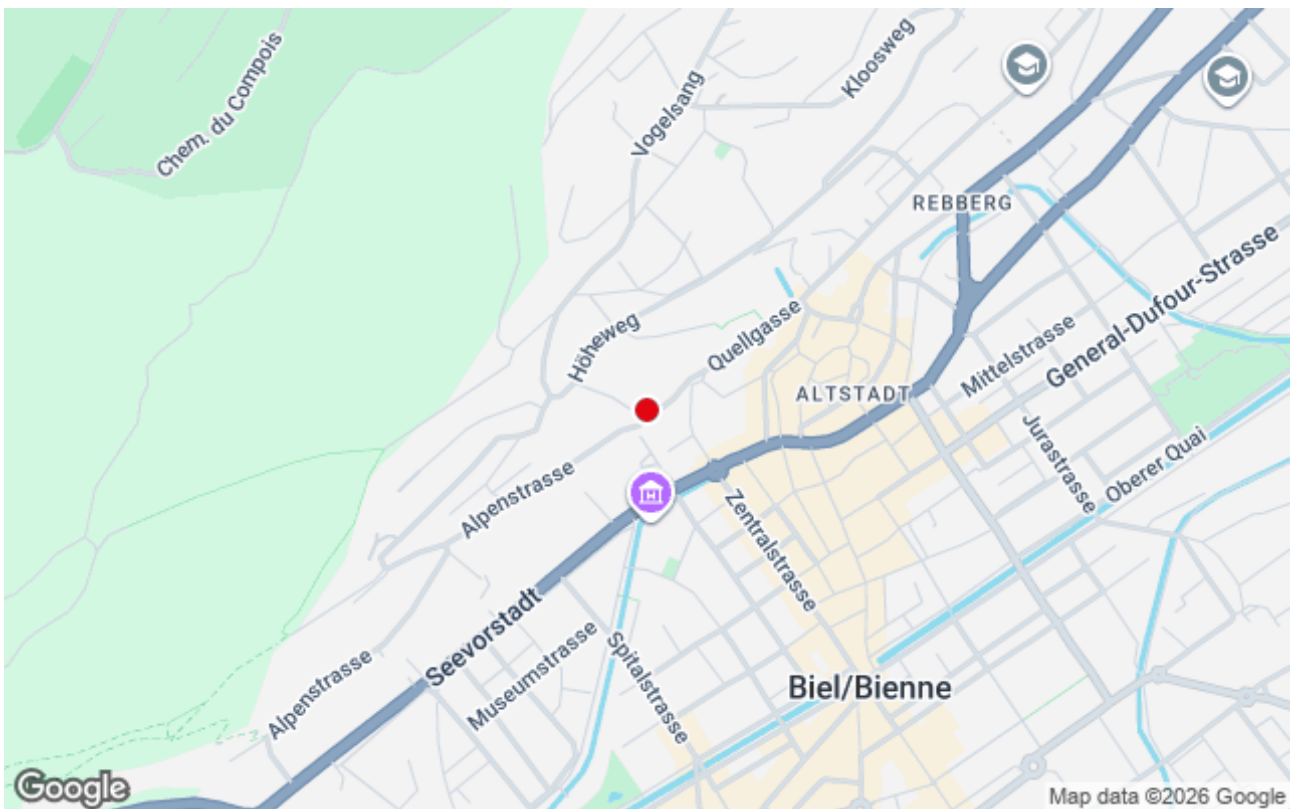 Chem. du Compois
Vogelsang
Kloosweg
REBBERG
General-Dufour-Strasse
Höheweg
Quellgasse
Mittelstrasse
ALTSTADT
Jurastrasse
Oberer Quai
Alpenstrasse
Zentralstrasse
Seevorstadt
Museumstrasse
Spitalstrasse
Alpenstrasse
Biel/Bienne
H
Google
Map data ©2026 Google